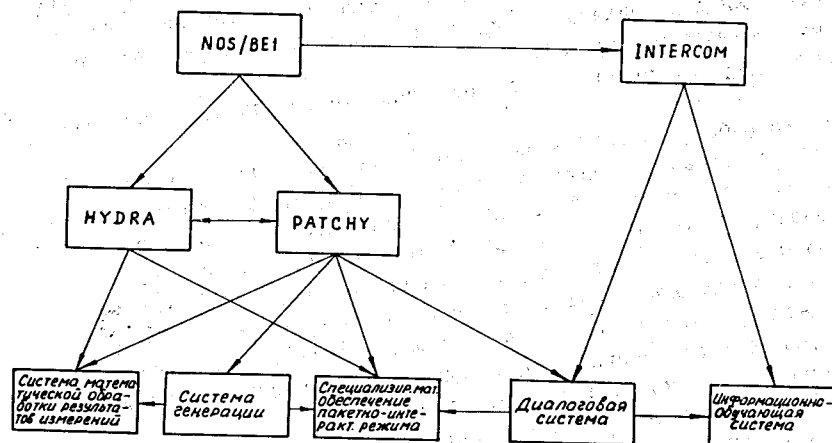 NOS/BE1
INTERCOM
HYDRA
PATCHY
Система матема-
тической обра-
ботки результа-
тов измерений
Система
генерации
Специализир. мат.
обеспечение
пакетно-инте-
ракт. режима
Диалоговая
система
Информационно-
Обучающая
система